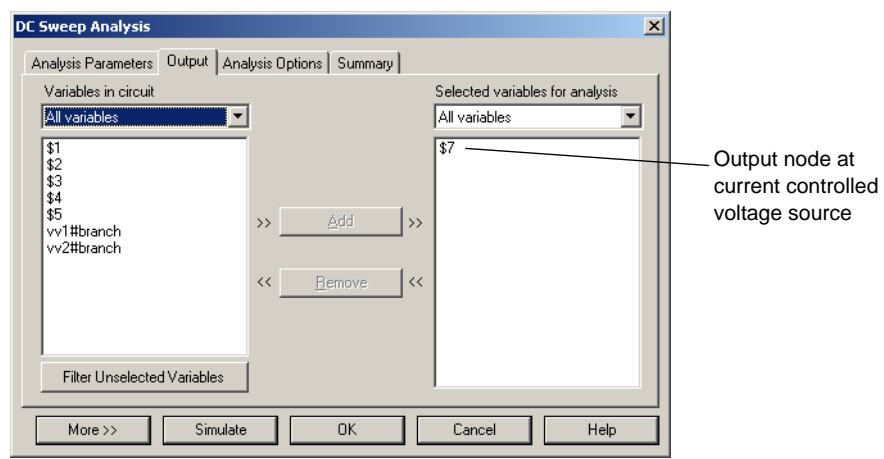 DC Sweep Analysis
Analysis Parameters Output Analysis Options Summary
Variables in circuit
All variables
$1
$2
$3
$4
$5
vv1#branch
vv2#branch
Filter Unselected Variables
>> Add >>
<< Remove <<
Selected variables for analysis
All variables
$7
Output node at
current controlled
voltage source
More >> Simulate OK Cancel Help